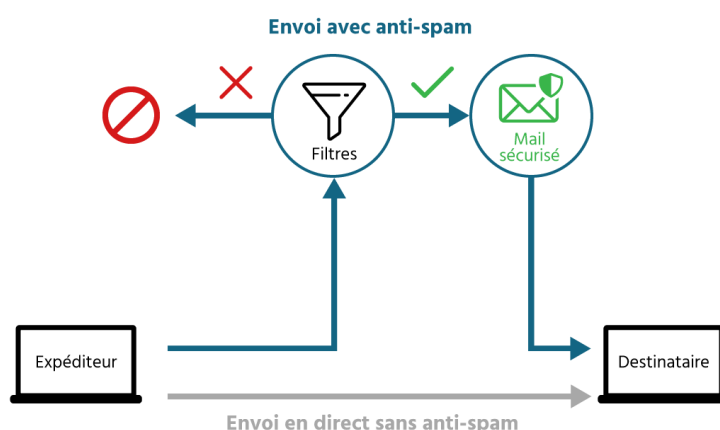 Envoi avec anti-spam
Filtres
Mail
sécurisé
Expéditeur
Destinataire
Envoi en direct sans anti-spam